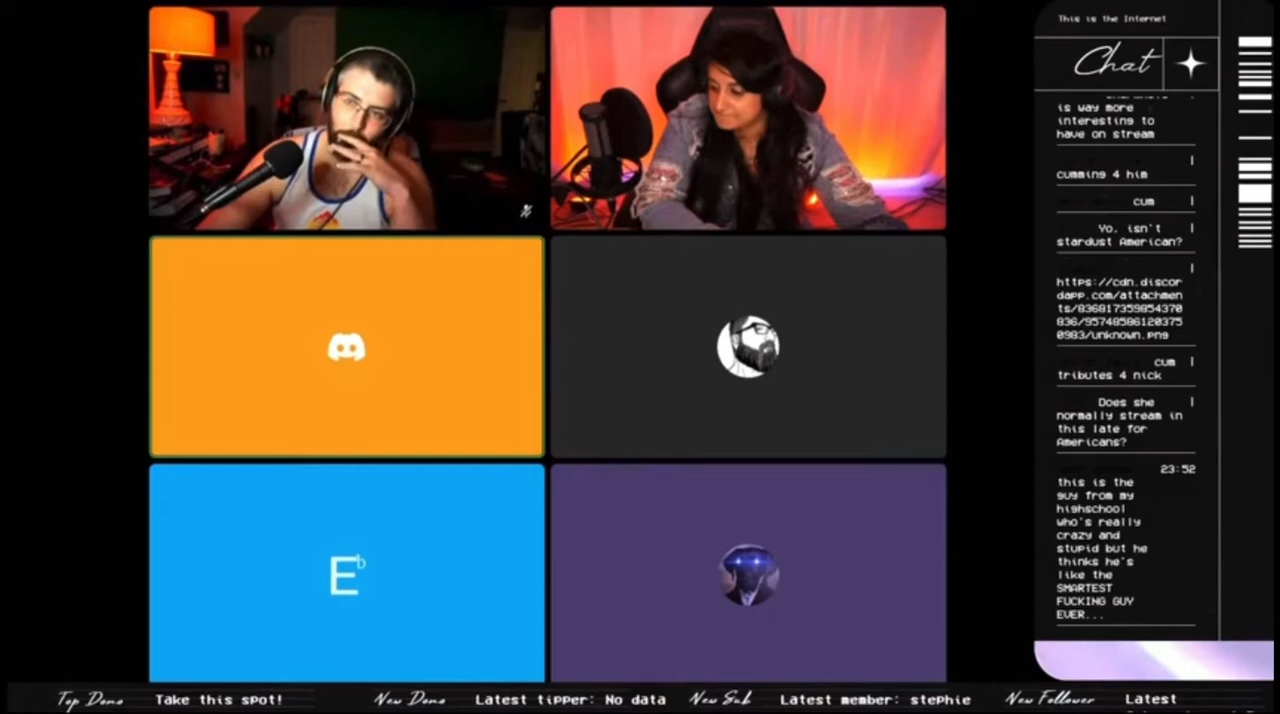 This is the Internet
Chat
is way more
interesting to
have on stream
cumming 4 him
cum
Yo, isn't
stardust American?
https://cdn.discor
dapp.com/attachmen
ts/836817359854370
836/95748586120375
0983/unknown.png
cum
tributes 4 nick
Does she
normally stream in
this late for
Americans?
23:52
this is the
guy from my
highschool
who's really
crazy and
stupid but he
thinks he's
like the
SMARTEST
FUCKING GUY
EVER...
E♭
Top Dono Take this spot! New Dono Latest tipper: No data New Sub Latest member: stephie New Follower Latest